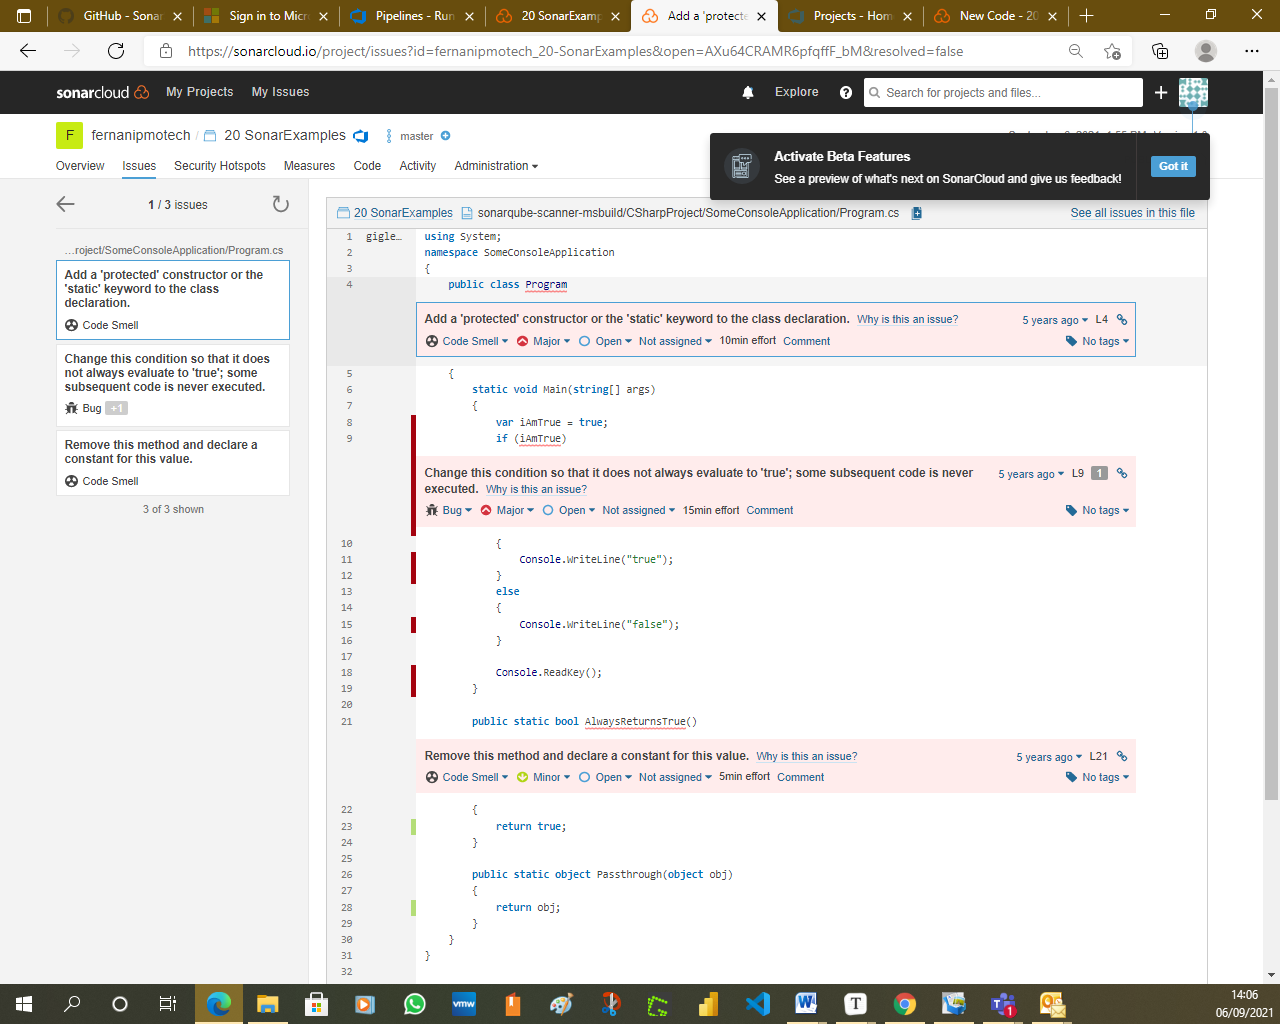 GitHub - Sonar
Sign in to Micr
Pipelines - Run
20 SonarExamp
Add a 'protecte
Projects - Hom
New Code - 20
https://sonarcloud.io/project/issues?id=fernanipmotech_20-SonarExamples&open=AXu64CRAMR6pfqffF_bM&resolved=false
sonarcloud
My Projects
My Issues
Explore
Search for projects and files...
F
fernanipmotech / 20 SonarExamples
master
Overview
Issues
Security Hotspots
Measures
Code
Activity
Administration
Activate Beta Features
See a preview of what's next on SonarCloud and give us feedback!
Got it
1 / 3 issues
...roject/SomeConsoleApplication/Program.cs
Add a 'protected' constructor or the
'static' keyword to the class
declaration.
Code Smell
Change this condition so that it does
not always evaluate to 'true'; some
subsequent code is never executed.
Bug +1
Remove this method and declare a
constant for this value.
Code Smell
3 of 3 shown
20 SonarExamples sonarqube-scanner-msbuild/CSharpProject/SomeConsoleApplication/Program.cs See all issues in this file
1 gigle... using System;
2 namespace SomeConsoleApplication
3 {
4 public class Program
Add a 'protected' constructor or the 'static' keyword to the class declaration. Why is this an issue? 5 years ago L4
Code Smell Major Open Not assigned 10min effort Comment No tags
5 {
6 static void Main(string[] args)
7 {
8 var iAmTrue = true;
9 if (iAmTrue)
Change this condition so that it does not always evaluate to 'true'; some subsequent code is never 5 years ago L9 1
executed. Why is this an issue?
Bug Major Open Not assigned 15min effort Comment No tags
10 {
11 Console.WriteLine("true");
12 }
13 else
14 {
15 Console.WriteLine("false");
16 }
17
18 Console.ReadKey();
19 }
20
21 public static bool AlwaysReturnsTrue()
Remove this method and declare a constant for this value. Why is this an issue? 5 years ago L21
Code Smell Minor Open Not assigned 5min effort Comment No tags
22 {
23 return true;
24 }
25
26 public static object Passthrough(object obj)
27 {
28 return obj;
29 }
30 }
31 }
32
vmw
T
1
14:06
06/09/2021